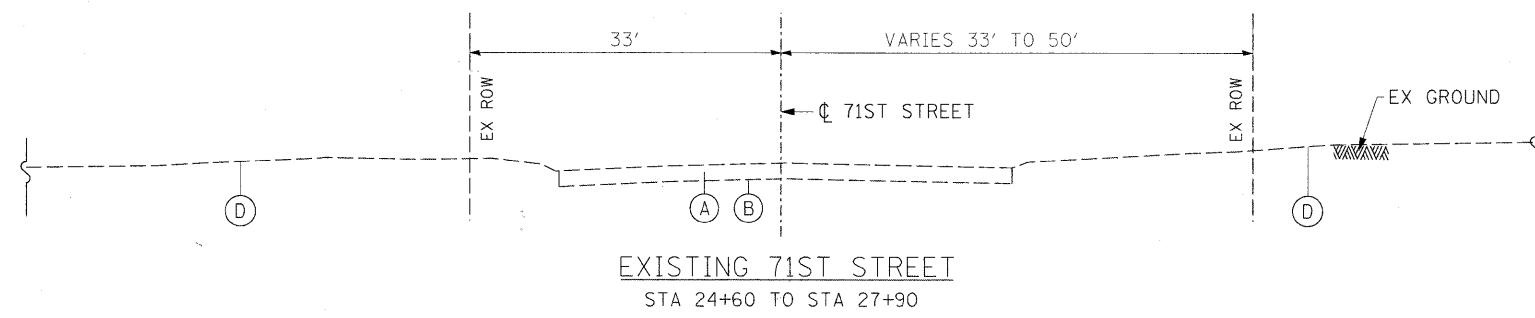 33'
VARIES 33' TO 50'
EX ROW
℄ 71ST STREET
EX ROW
EX GROUND
D
A
B
D
EXISTING 71ST STREET
STA 24+60 TO STA 27+90